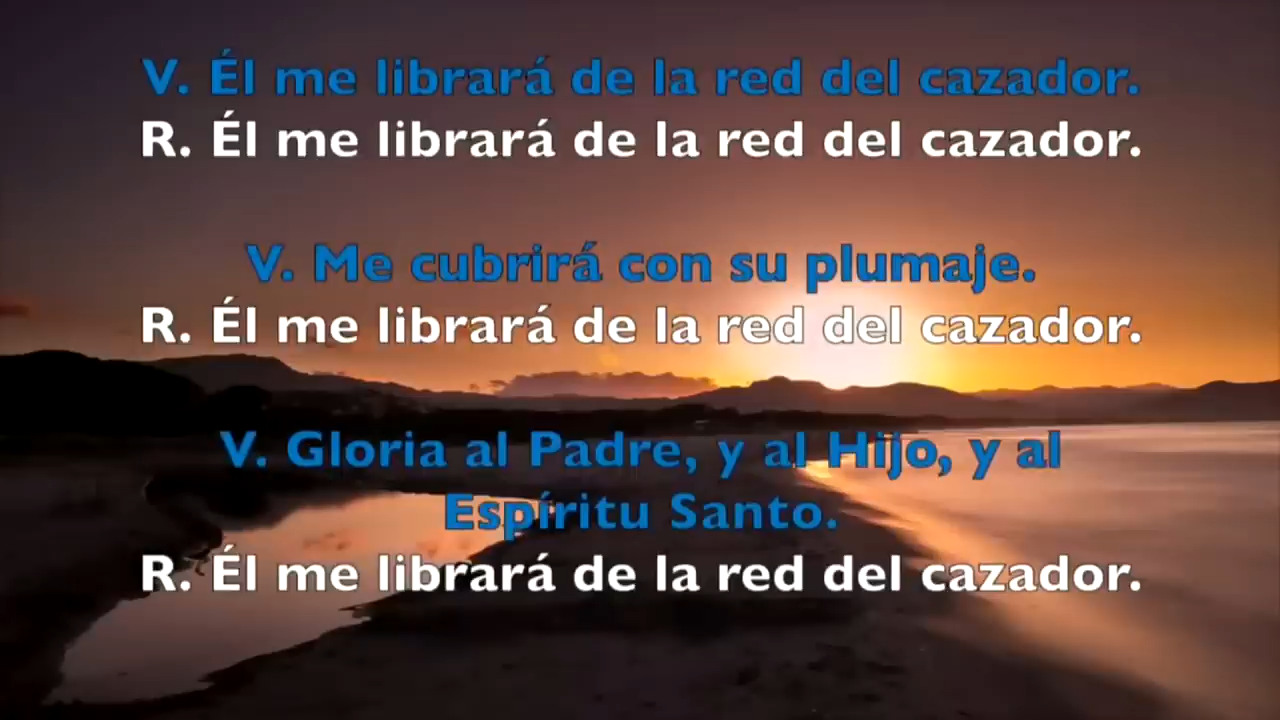 V. Él me librará de la red del cazador.
R. Él me librará de la red del cazador.
V. Me cubrirá con su plumaje.
R. Él me librará de la red del cazador.
V. Gloria al Padre, y al Hijo, y al
Espíritu Santo.
R. Él me librará de la red del cazador.